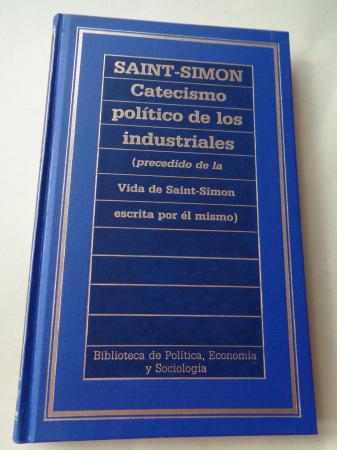 SAINT-SIMON
Catecismo
político de los
industriales
(precedido de la
Vida de Saint-Simon
escrita por él mismo)
Biblioteca de Política, Economía
y Sociología